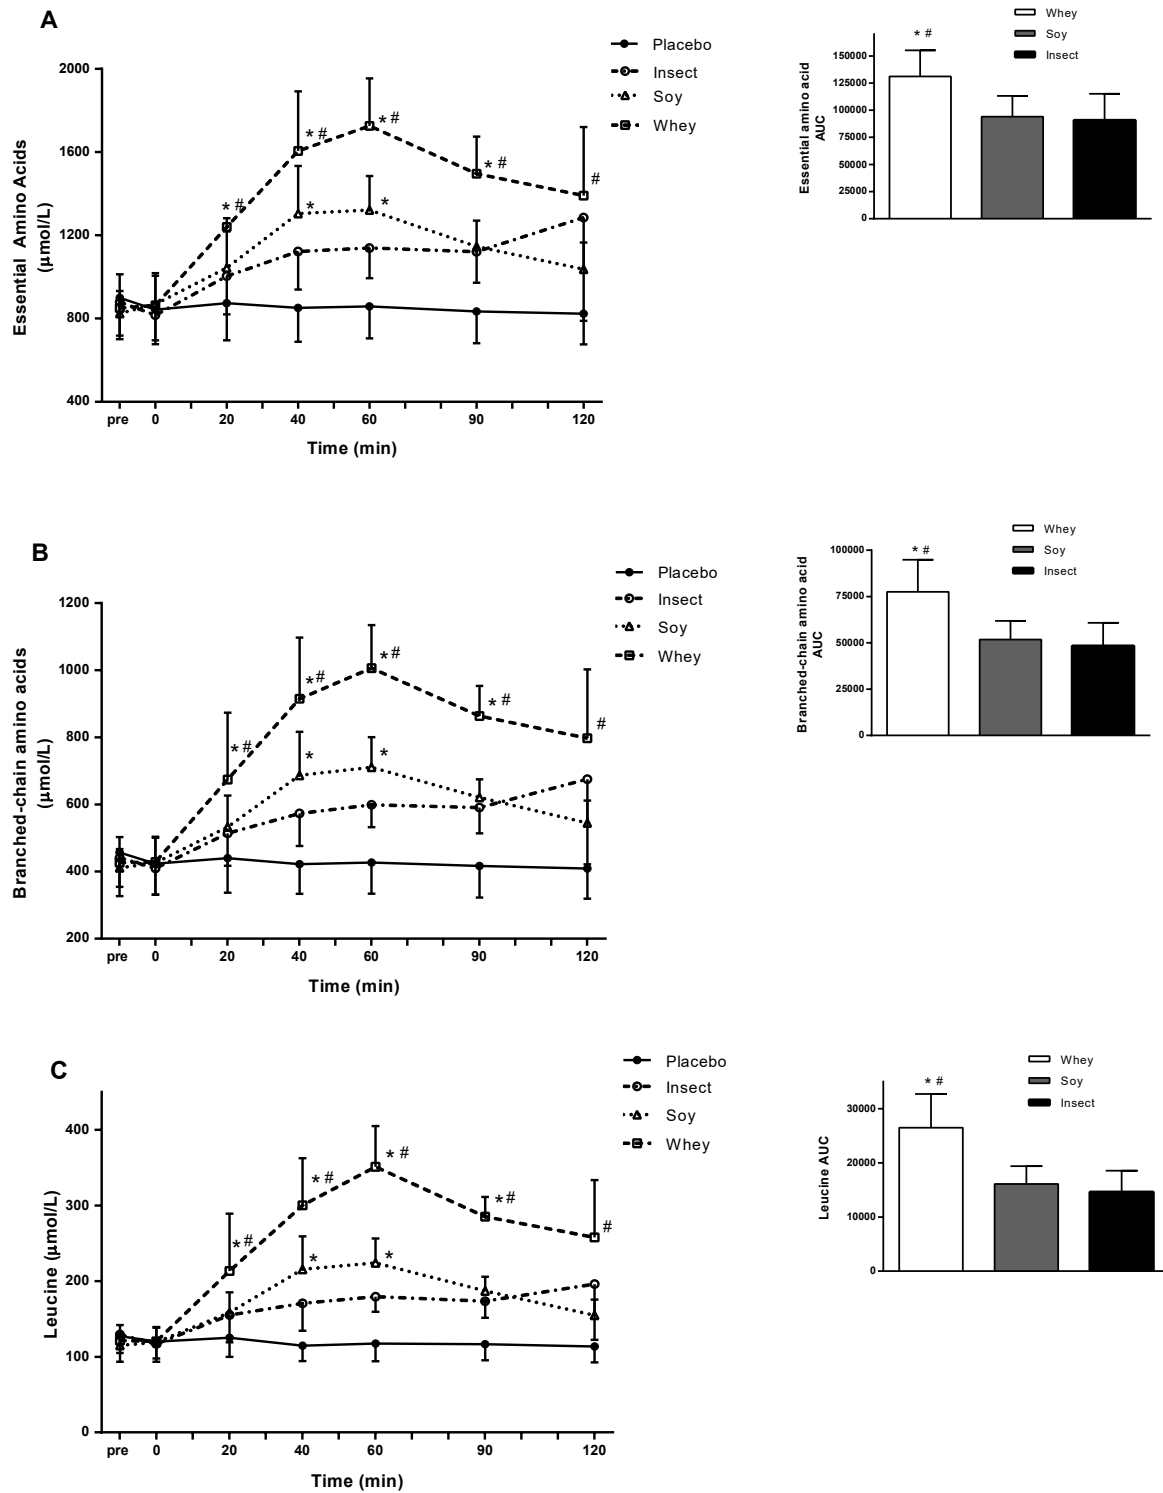 A
Placebo
Insect
Soy
Whey
2000
1600
1200
800
400
Essential Amino Acids
(µmol/L)
* #
* #
* #
* #
#
*
*
pre 0 20 40 60 90 120
Time (min)
Whey
Soy
Insect
* #
150000
125000
100000
75000
50000
25000
0
Essential amino acid
AUC
B
Placebo
Insect
Soy
Whey
1200
1000
800
600
400
200
Branched-chain amino acids
(µmol/L)
* #
* #
* #
* #
#
*
*
pre 0 20 40 60 90 120
Time (min)
Whey
Soy
Insect
* #
100000
75000
50000
25000
0
Branched-chain amino acid
AUC
C
Placebo
Insect
Soy
Whey
400
300
200
100
0
Leucine (µmol/L)
* #
* #
* #
* #
#
*
*
pre 0 20 40 60 90 120
Time (min)
Whey
Soy
Insect
* #
30000
20000
10000
0
Leucine AUC